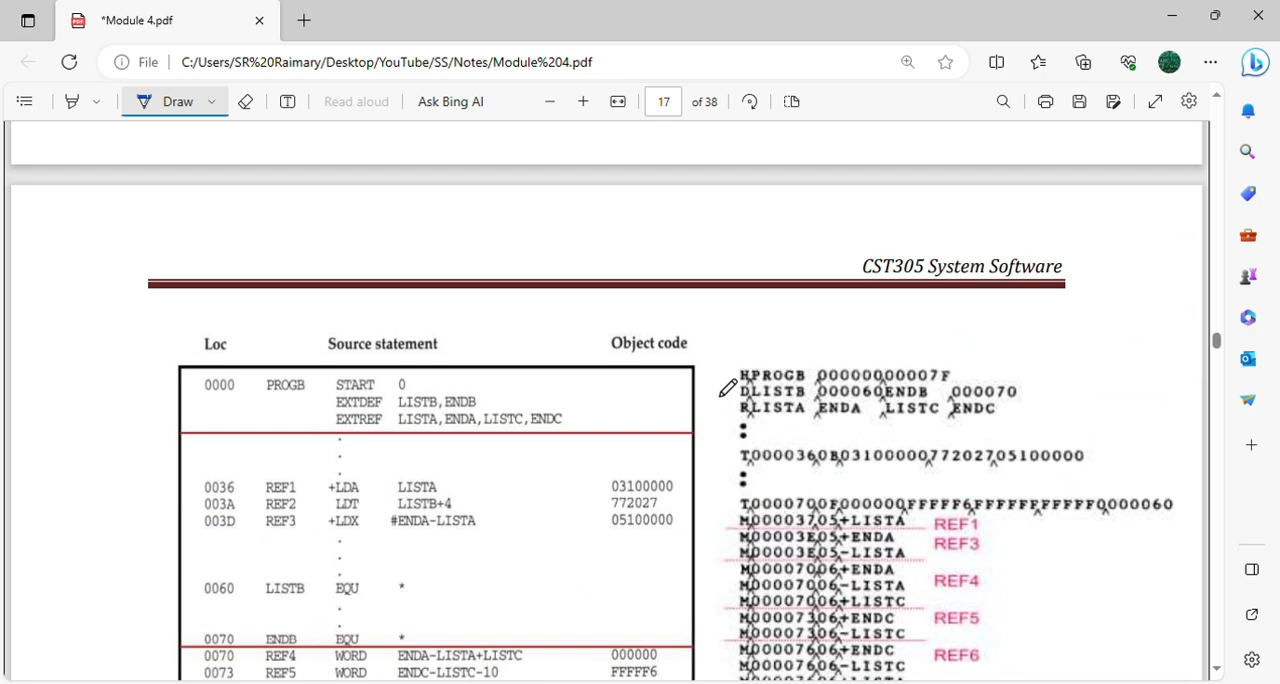 *Module 4.pdf
File C:/Users/SR%20Raimary/Desktop/YouTube/SS/Notes/Module%204.pdf
Draw Read aloud Ask Bing AI 17 of 38
CST305 System Software
Loc Source statement Object code
0000 PROGB START 0
EXTDEF LISTB,ENDB
EXTREF LISTA,ENDA,LISTC,ENDC
0036 REF1 +LDA LISTA 03100000
003A REF2 LDT LISTB+4 772027
003D REF3 +LDX #ENDA-LISTA 05100000
0060 LISTB EQU *
0070 ENDB EQU *
0070 REF4 WORD ENDA-LISTA+LISTC 000000
0073 REF5 WORD ENDC-LISTC-10 FFFFF6
HPROGB 00000000007F
DLISTB 000060ENDB 000070
RLISTA ENDA LISTC ENDC
T0000360B0310000077202705100000
T0000700F000000FFFFF6FFFFFFFFFFF0000060
M00003705+LISTA REF1
M00003E05+ENDA REF3
M00003E05-LISTA
M00007006+ENDA
M00007006-LISTA REF4
M00007006+LISTC
M00007306+ENDC REF5
M00007306-LISTC
M00007606+ENDC REF6
M00007606-LISTC